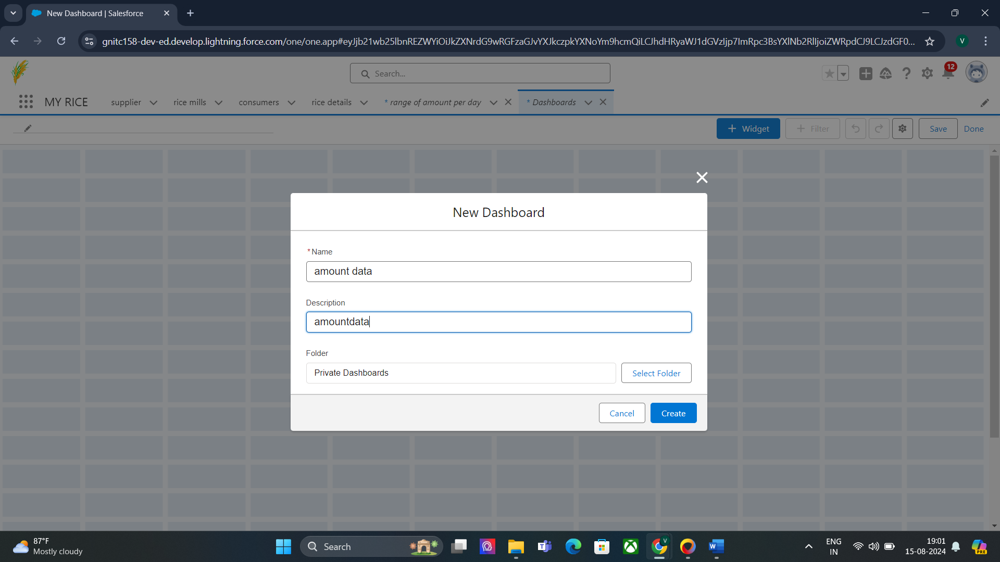 New Dashboard | Salesforce
gnitc158-dev-ed.develop.lightning.force.com/one/one.app#eyJjb21wb25lbnREZWYiOiJkZXNrdG9wRGFzaGJvYXJkczpkYXNoYm9hcmQiLCJhdHRyaWJ1dGVzIjp7ImRpc3BsYXlNb2RlIjoiZWRpdCJ9LCJzdGF0...
V
Search...
12
MY RICE
supplier
rice mills
consumers
rice details
* range of amount per day
* Dashboards
+ Widget
+ Filter
Save
Done
New Dashboard
* Name
amount data
Description
amountdata
Folder
Private Dashboards
Select Folder
Cancel
Create
87°F
Mostly cloudy
Search
V
W
ENG
IN
19:01
15-08-2024
PRE